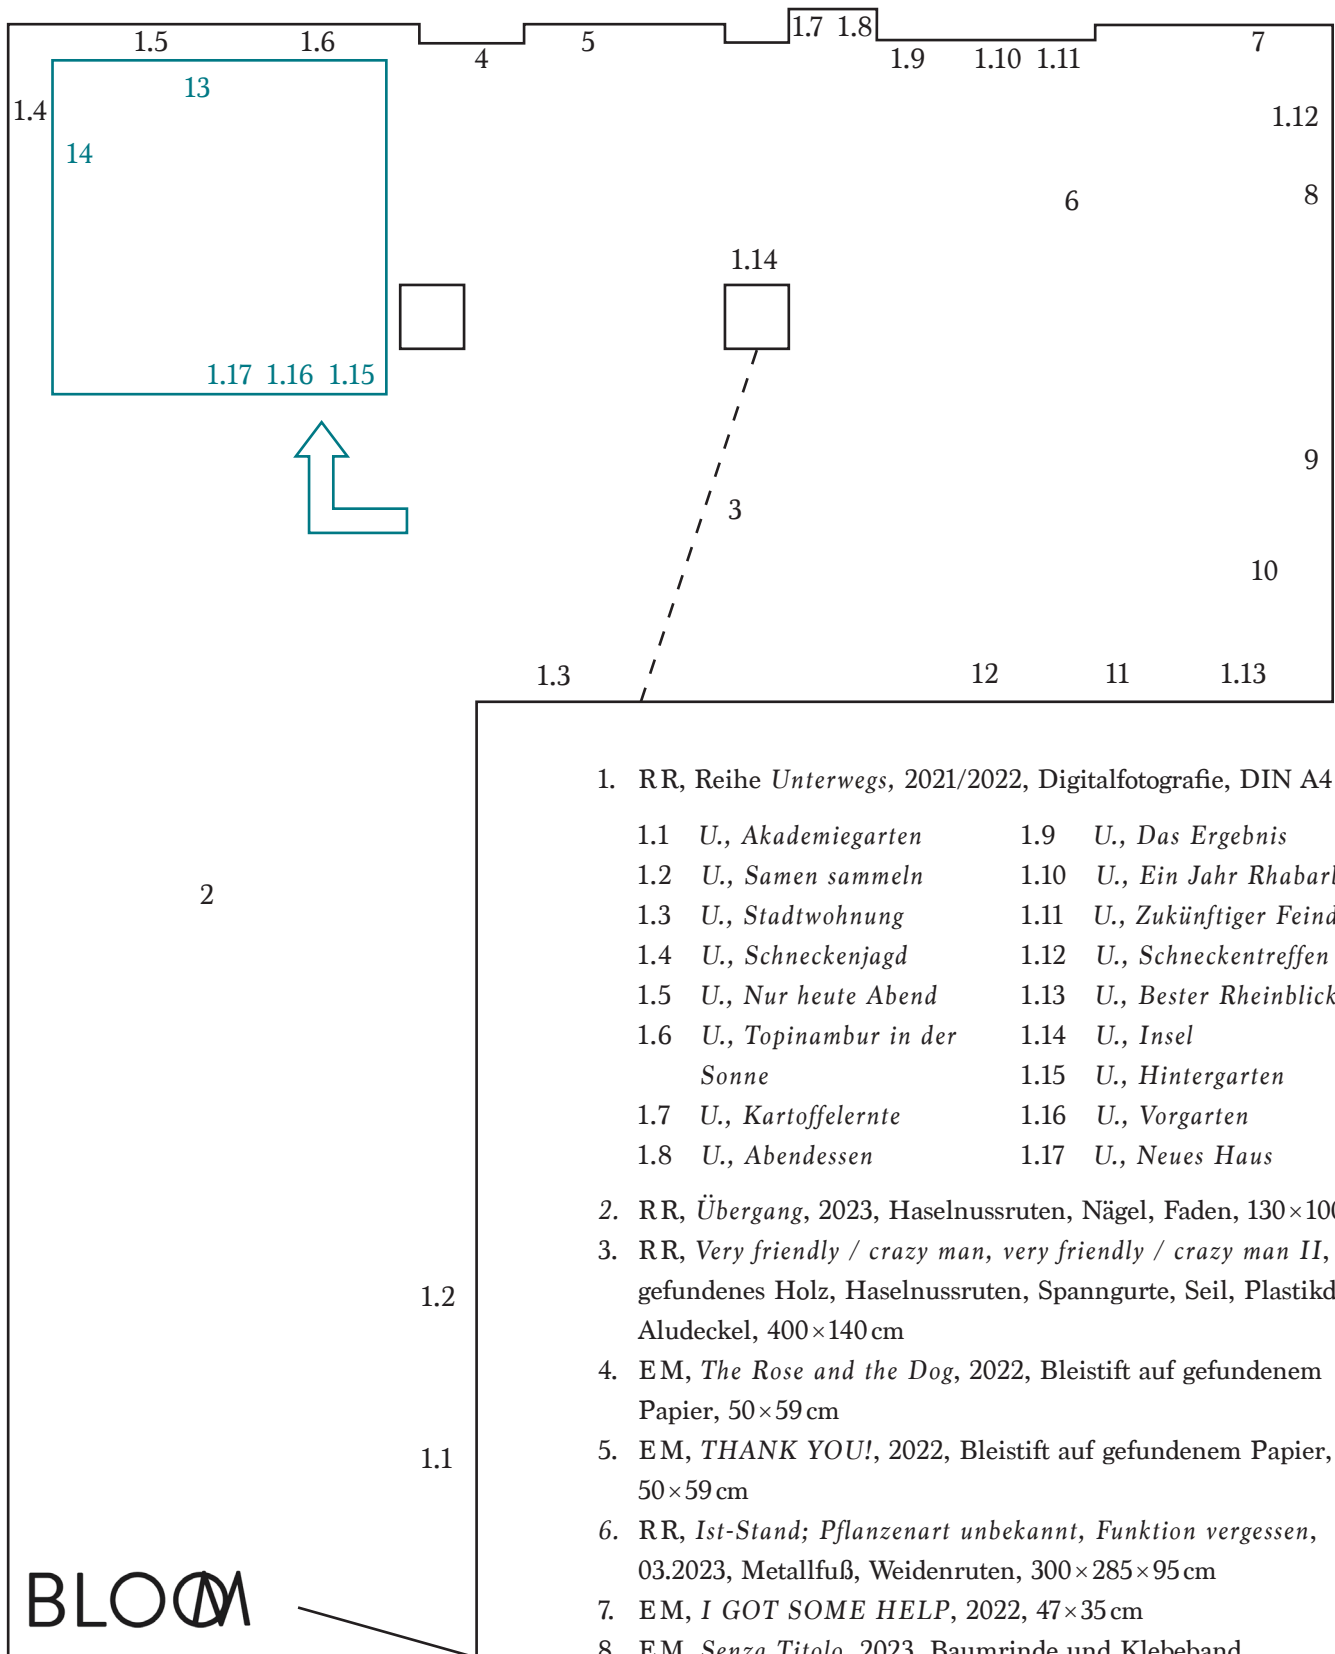 1.5 1.6 4 5 1.7 1.8 1.9 1.10 1.11 7
13
1.4
1.12
14
8
6
1.14
1.17 1.16 1.15
9
3
10
1.3 12 11 1.13
2
1.2
1.1
BLOOM
1. RR, Reihe Unterwegs, 2021/2022, Digitalfotografie, DIN A4
1.1 U., Akademiegarten
1.2 U., Samen sammeln
1.3 U., Stadtwohnung
1.4 U., Schneckenjagd
1.5 U., Nur heute Abend
1.6 U., Topinambur in der
Sonne
1.7 U., Kartoffelernte
1.8 U., Abendessen
1.9 U., Das Ergebnis
1.10 U., Ein Jahr
1.11 U., Zukünftiger Feind
1.12 U., Schneckentreffen
1.13 U., Bester Rheinblick
1.14 U., Insel
1.15 U., Hintergarten
1.16 U., Vorgarten
1.17 U., Neues Haus
2. RR, Übergang, 2023, Haselnussruten, Nägel, Faden,
3. RR, Very friendly / crazy man, very friendly / crazy man II,
gefundenes Holz, Haselnussruten, Spanngurte, Seil,
Aludeckel, 400×140 cm
4. EM, The Rose and the Dog, 2022, Bleistift auf gefundenem
Papier, 50×59 cm
5. EM, THANK YOU!, 2022, Bleistift auf gefundenem Papier,
50×59 cm
6. RR, Ist-Stand; Pflanzenart unbekannt, Funktion vergessen,
03.2023, Metallfuß, Weidenruten, 300×285×95 cm
7. EM, I GOT SOME HELP, 2022, 47×35 cm
8. EM, Senza Titolo, 2023, Baumrinde und Klebeband